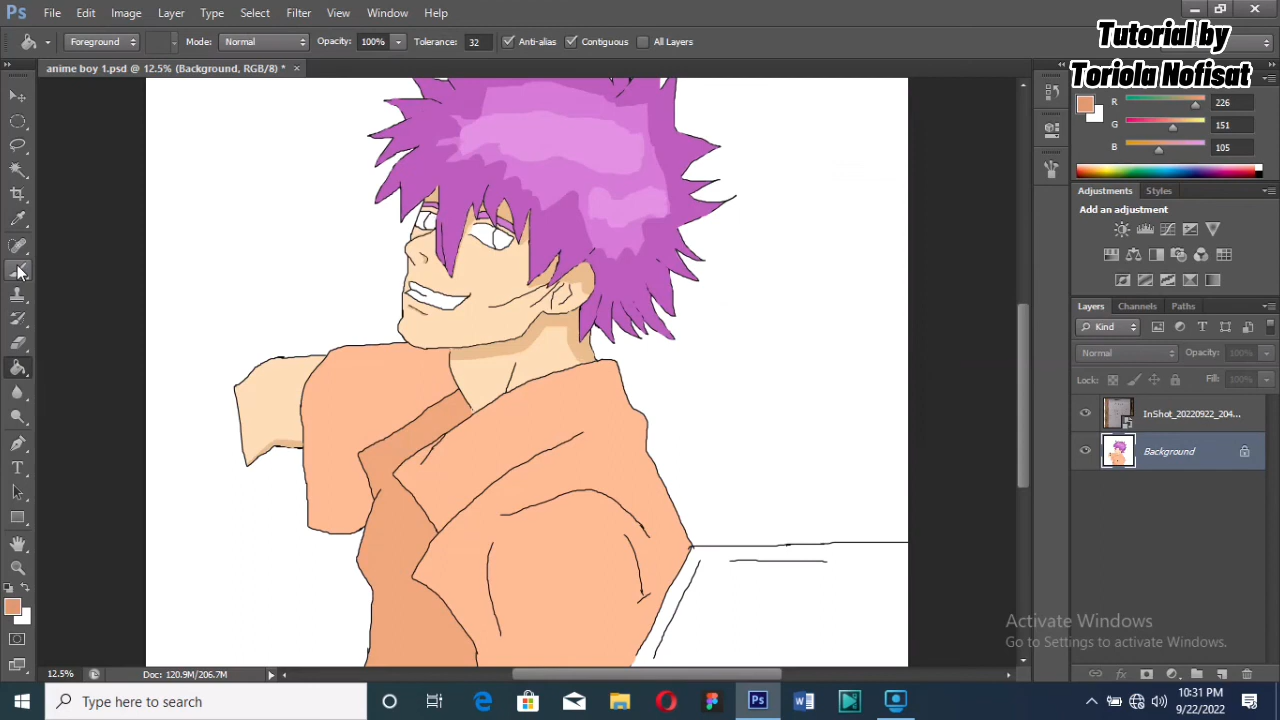 Ps File Edit Image Layer Type Select Filter View Window Help
Tutorial by
Toriola Nofisat
Foreground Mode: Normal Opacity: 100% Tolerance: 32 Anti-alias Contiguous All Layers
anime boy 1.psd @ 12.5% (Background, RGB/8) * ×
R 226
G 151
B 105
Adjustments Styles
Add an adjustment
Layers Channels Paths
Kind
Normal Opacity: 100%
Lock: Fill: 100%
InShot_20220922_204...
Background
Activate Windows
Go to Settings to activate Windows.
12.5% Doc: 120.9M/206.7M
Type here to search
10:31 PM
9/22/2022